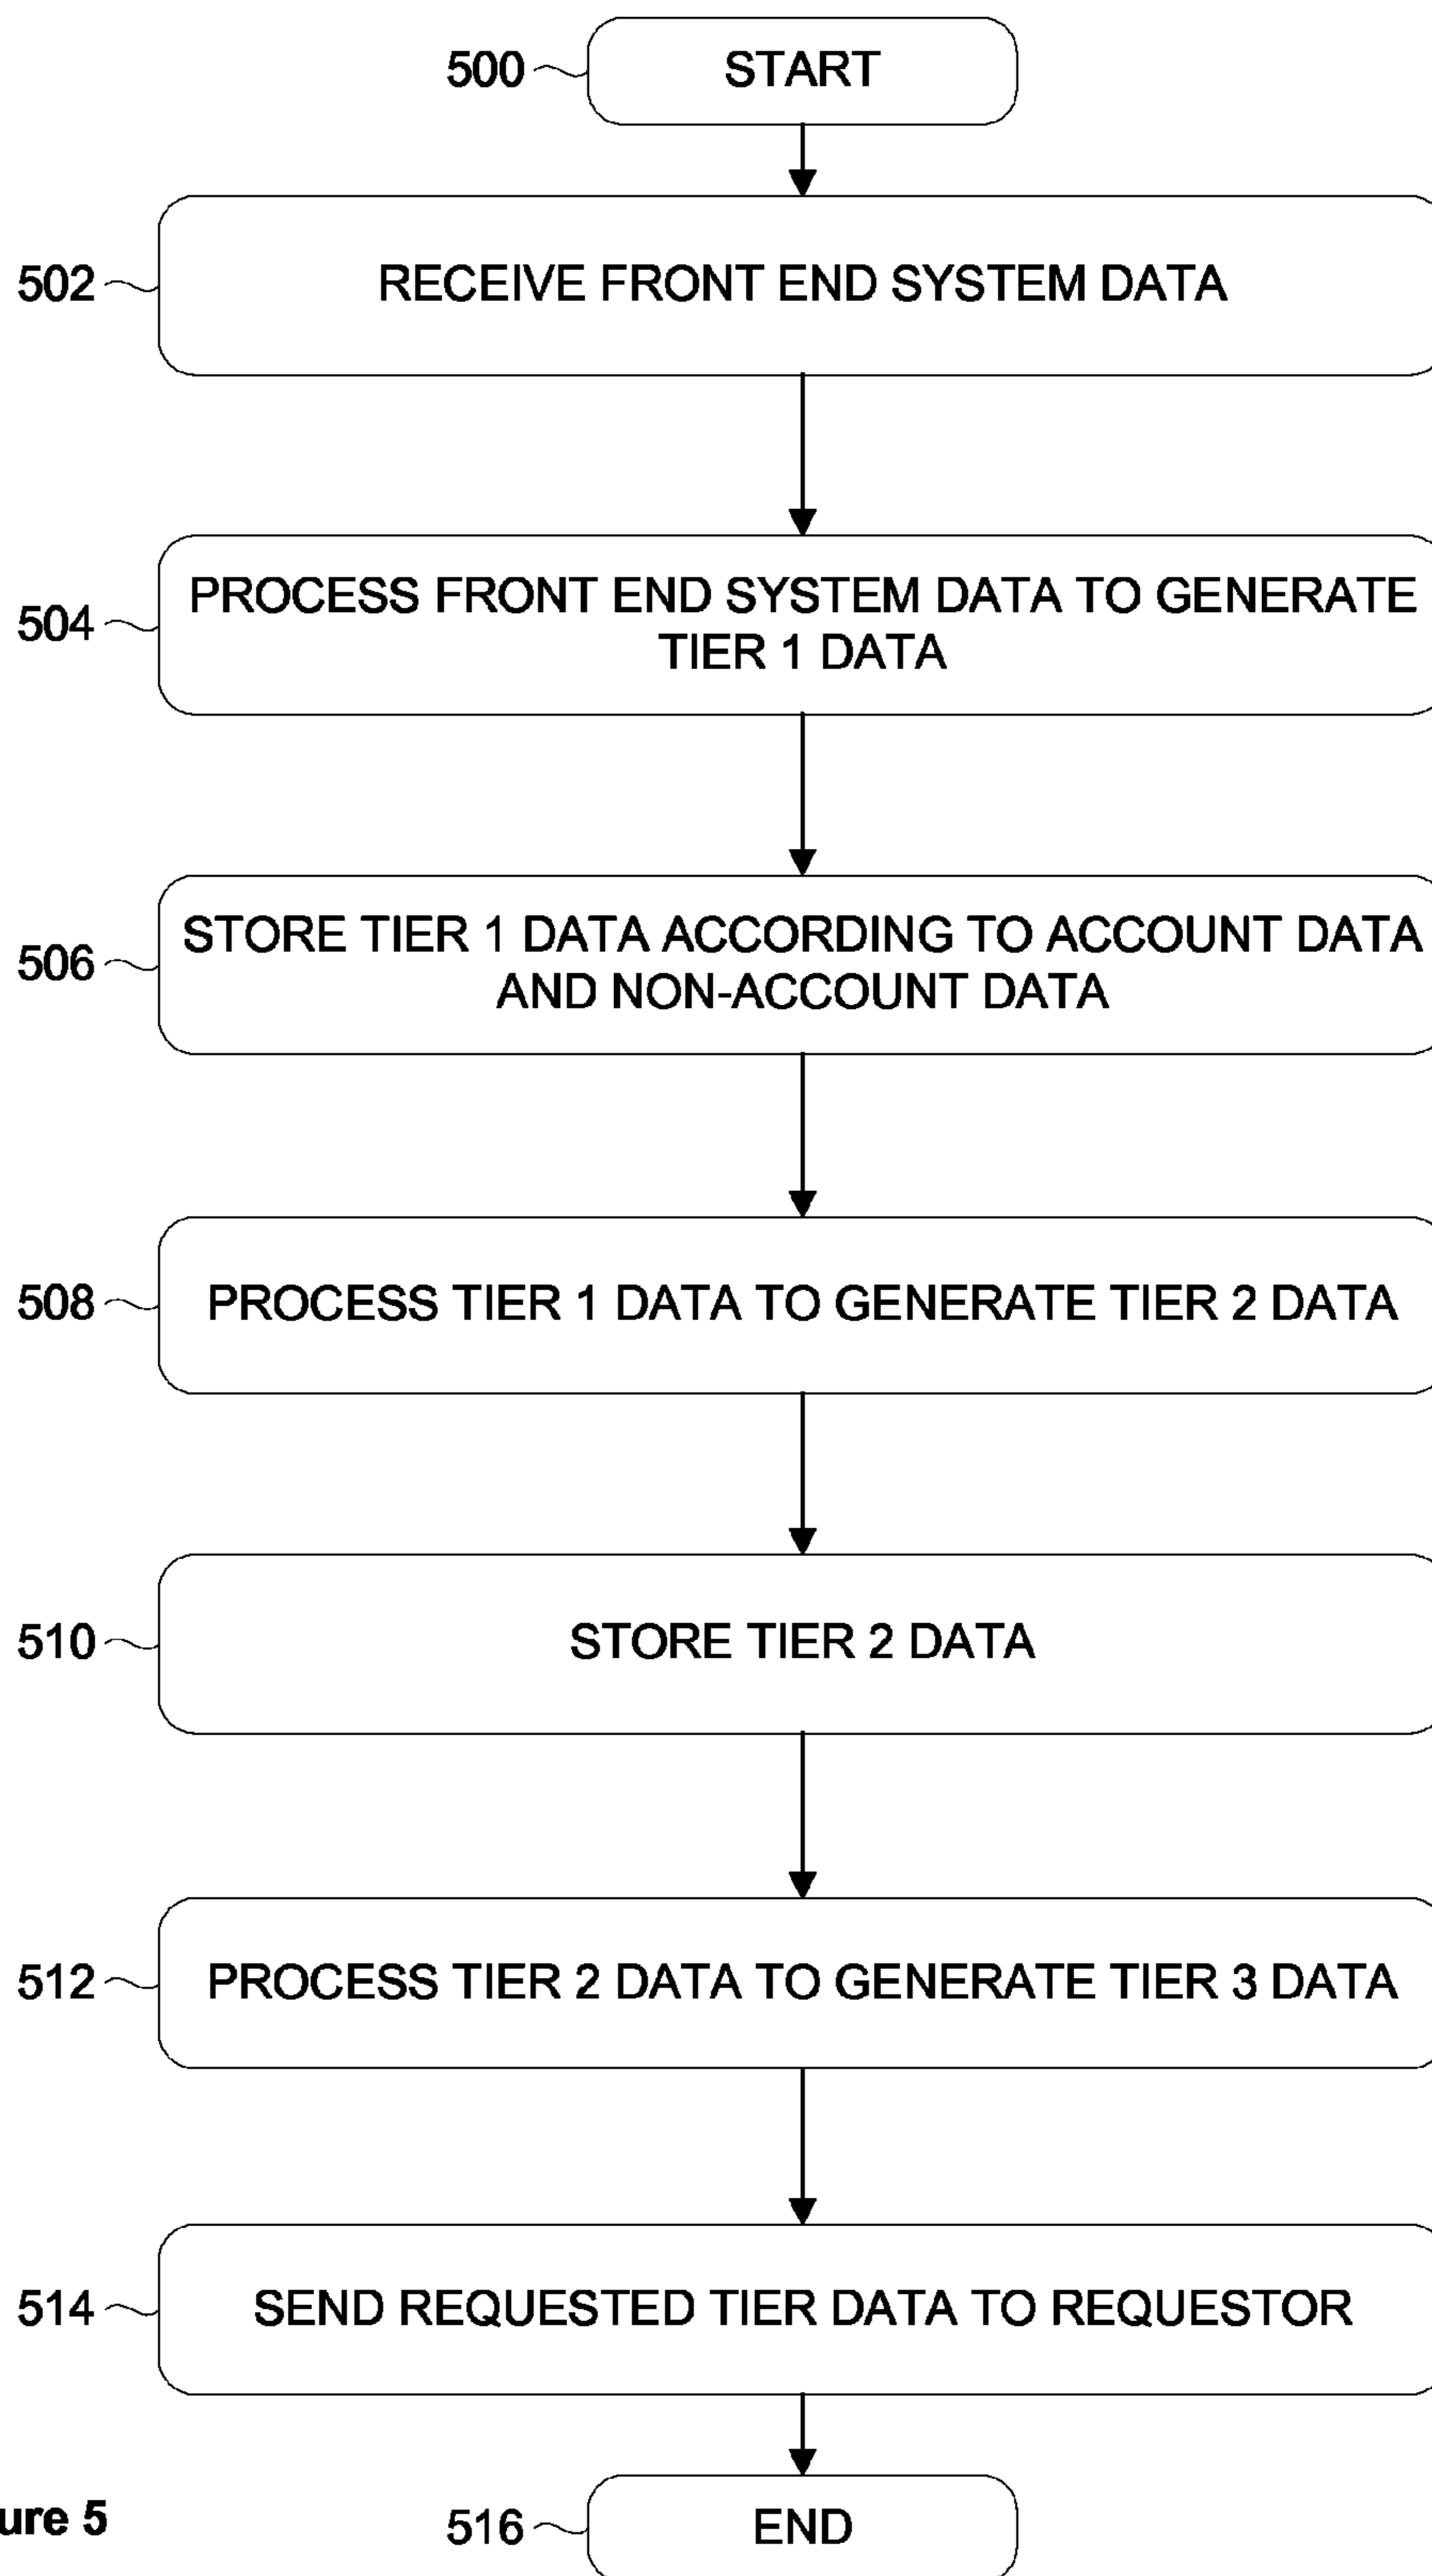 500 START
502 RECEIVE FRONT END SYSTEM DATA
504 PROCESS FRONT END SYSTEM DATA TO GENERATE
TIER 1 DATA
506 STORE TIER 1 DATA ACCORDING TO ACCOUNT DATA
AND NON-ACCOUNT DATA
508 PROCESS TIER 1 DATA TO GENERATE TIER 2 DATA
510 STORE TIER 2 DATA
512 PROCESS TIER 2 DATA TO GENERATE TIER 3 DATA
514 SEND REQUESTED TIER DATA TO REQUESTOR
516 END
ure 5